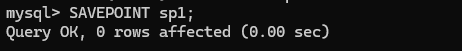 mysql> SAVEPOINT sp1;
Query OK, 0 rows affected (0.00 sec)